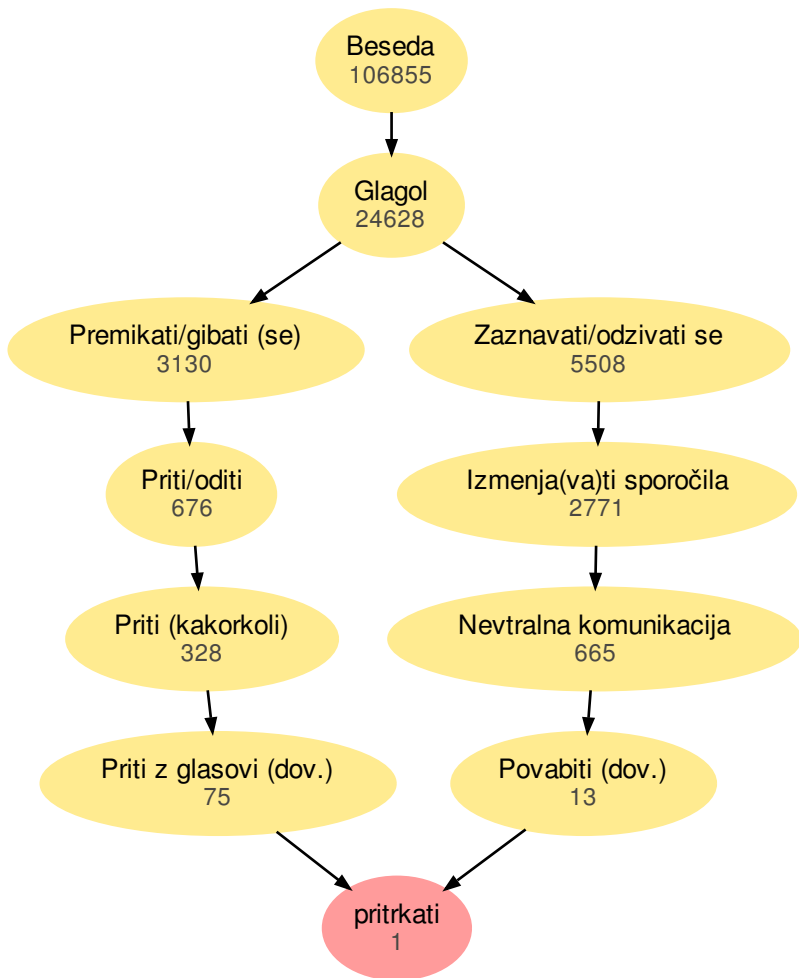 Beseda
106855
Glagol
24628
Premikati/gibati (se)
3130
Zaznavati/odzivati se
5508
Priti/oditi
676
Izmenja(va)ti sporočila
2771
Priti (kakorkoli)
328
Nevtralna komunikacija
665
Priti z glasovi (dov.)
75
Povabiti (dov.)
13
pritrkati
1